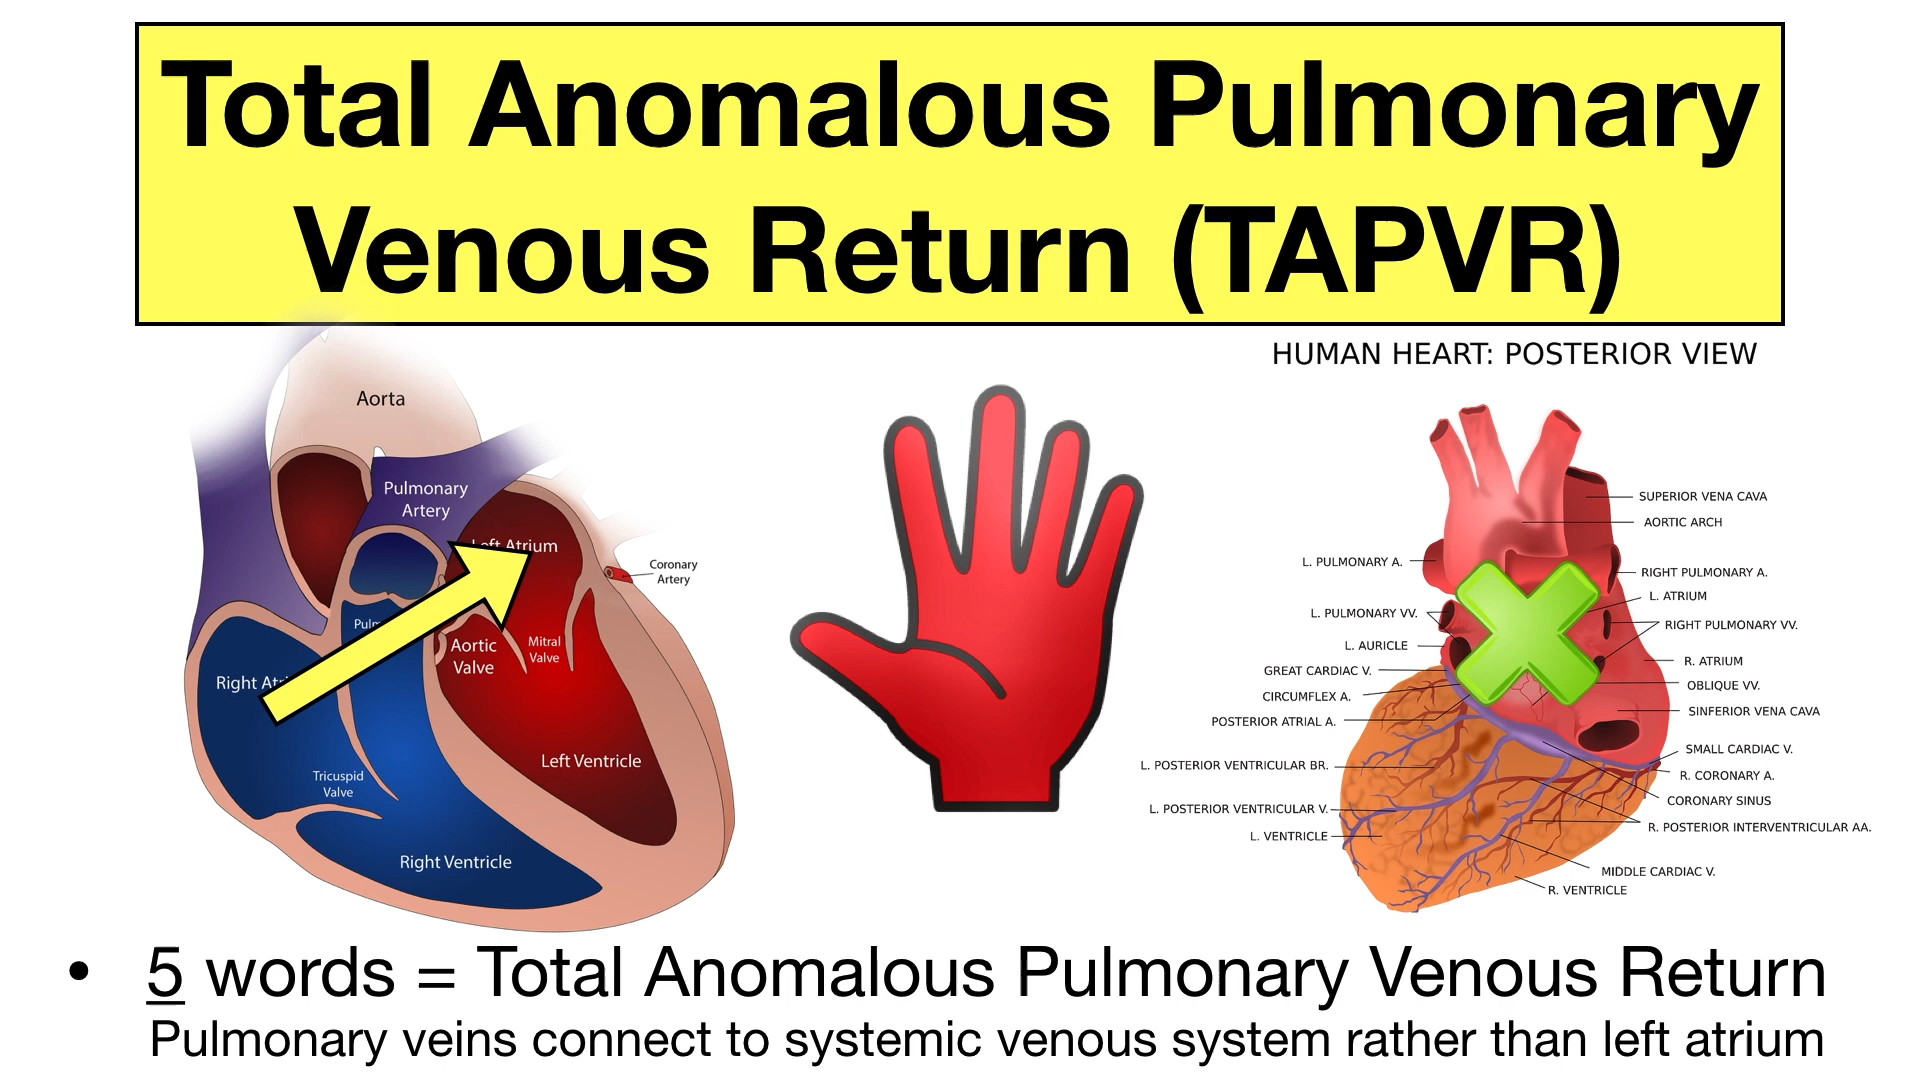 Total Anomalous Pulmonary
Venous Return (TAPVR)
Aorta
Pulmonary
Artery
Left Atrium
Coronary
Artery
Aortic
Valve
Mitral
Valve
Right
Left Ventricle
Tricuspid
Valve
Right Ventricle
HUMAN HEART: POSTERIOR VIEW
SUPERIOR VENA CAVA
AORTIC ARCH
L. PULMONARY A.
RIGHT PULMONARY A.
L. ATRIUM
L. PULMONARY VV.
RIGHT PULMONARY VV.
L. AURICLE
R. ATRIUM
GREAT CARDIAC V.
OBLIQUE VV.
CIRCUMFLEX A.
SINFERIOR VENA CAVA
POSTERIOR ATRIAL A.
SMALL CARDIAC V.
L. POSTERIOR VENTRICULAR BR.
R. CORONARY A.
CORONARY SINUS
L. POSTERIOR VENTRICULAR V.
R. POSTERIOR INTERVENTRICULAR AA.
L. VENTRICLE
MIDDLE CARDIAC V.
R. VENTRICLE
• 5 words = Total Anomalous Pulmonary Venous Return
Pulmonary veins connect to systemic venous system rather than left atrium